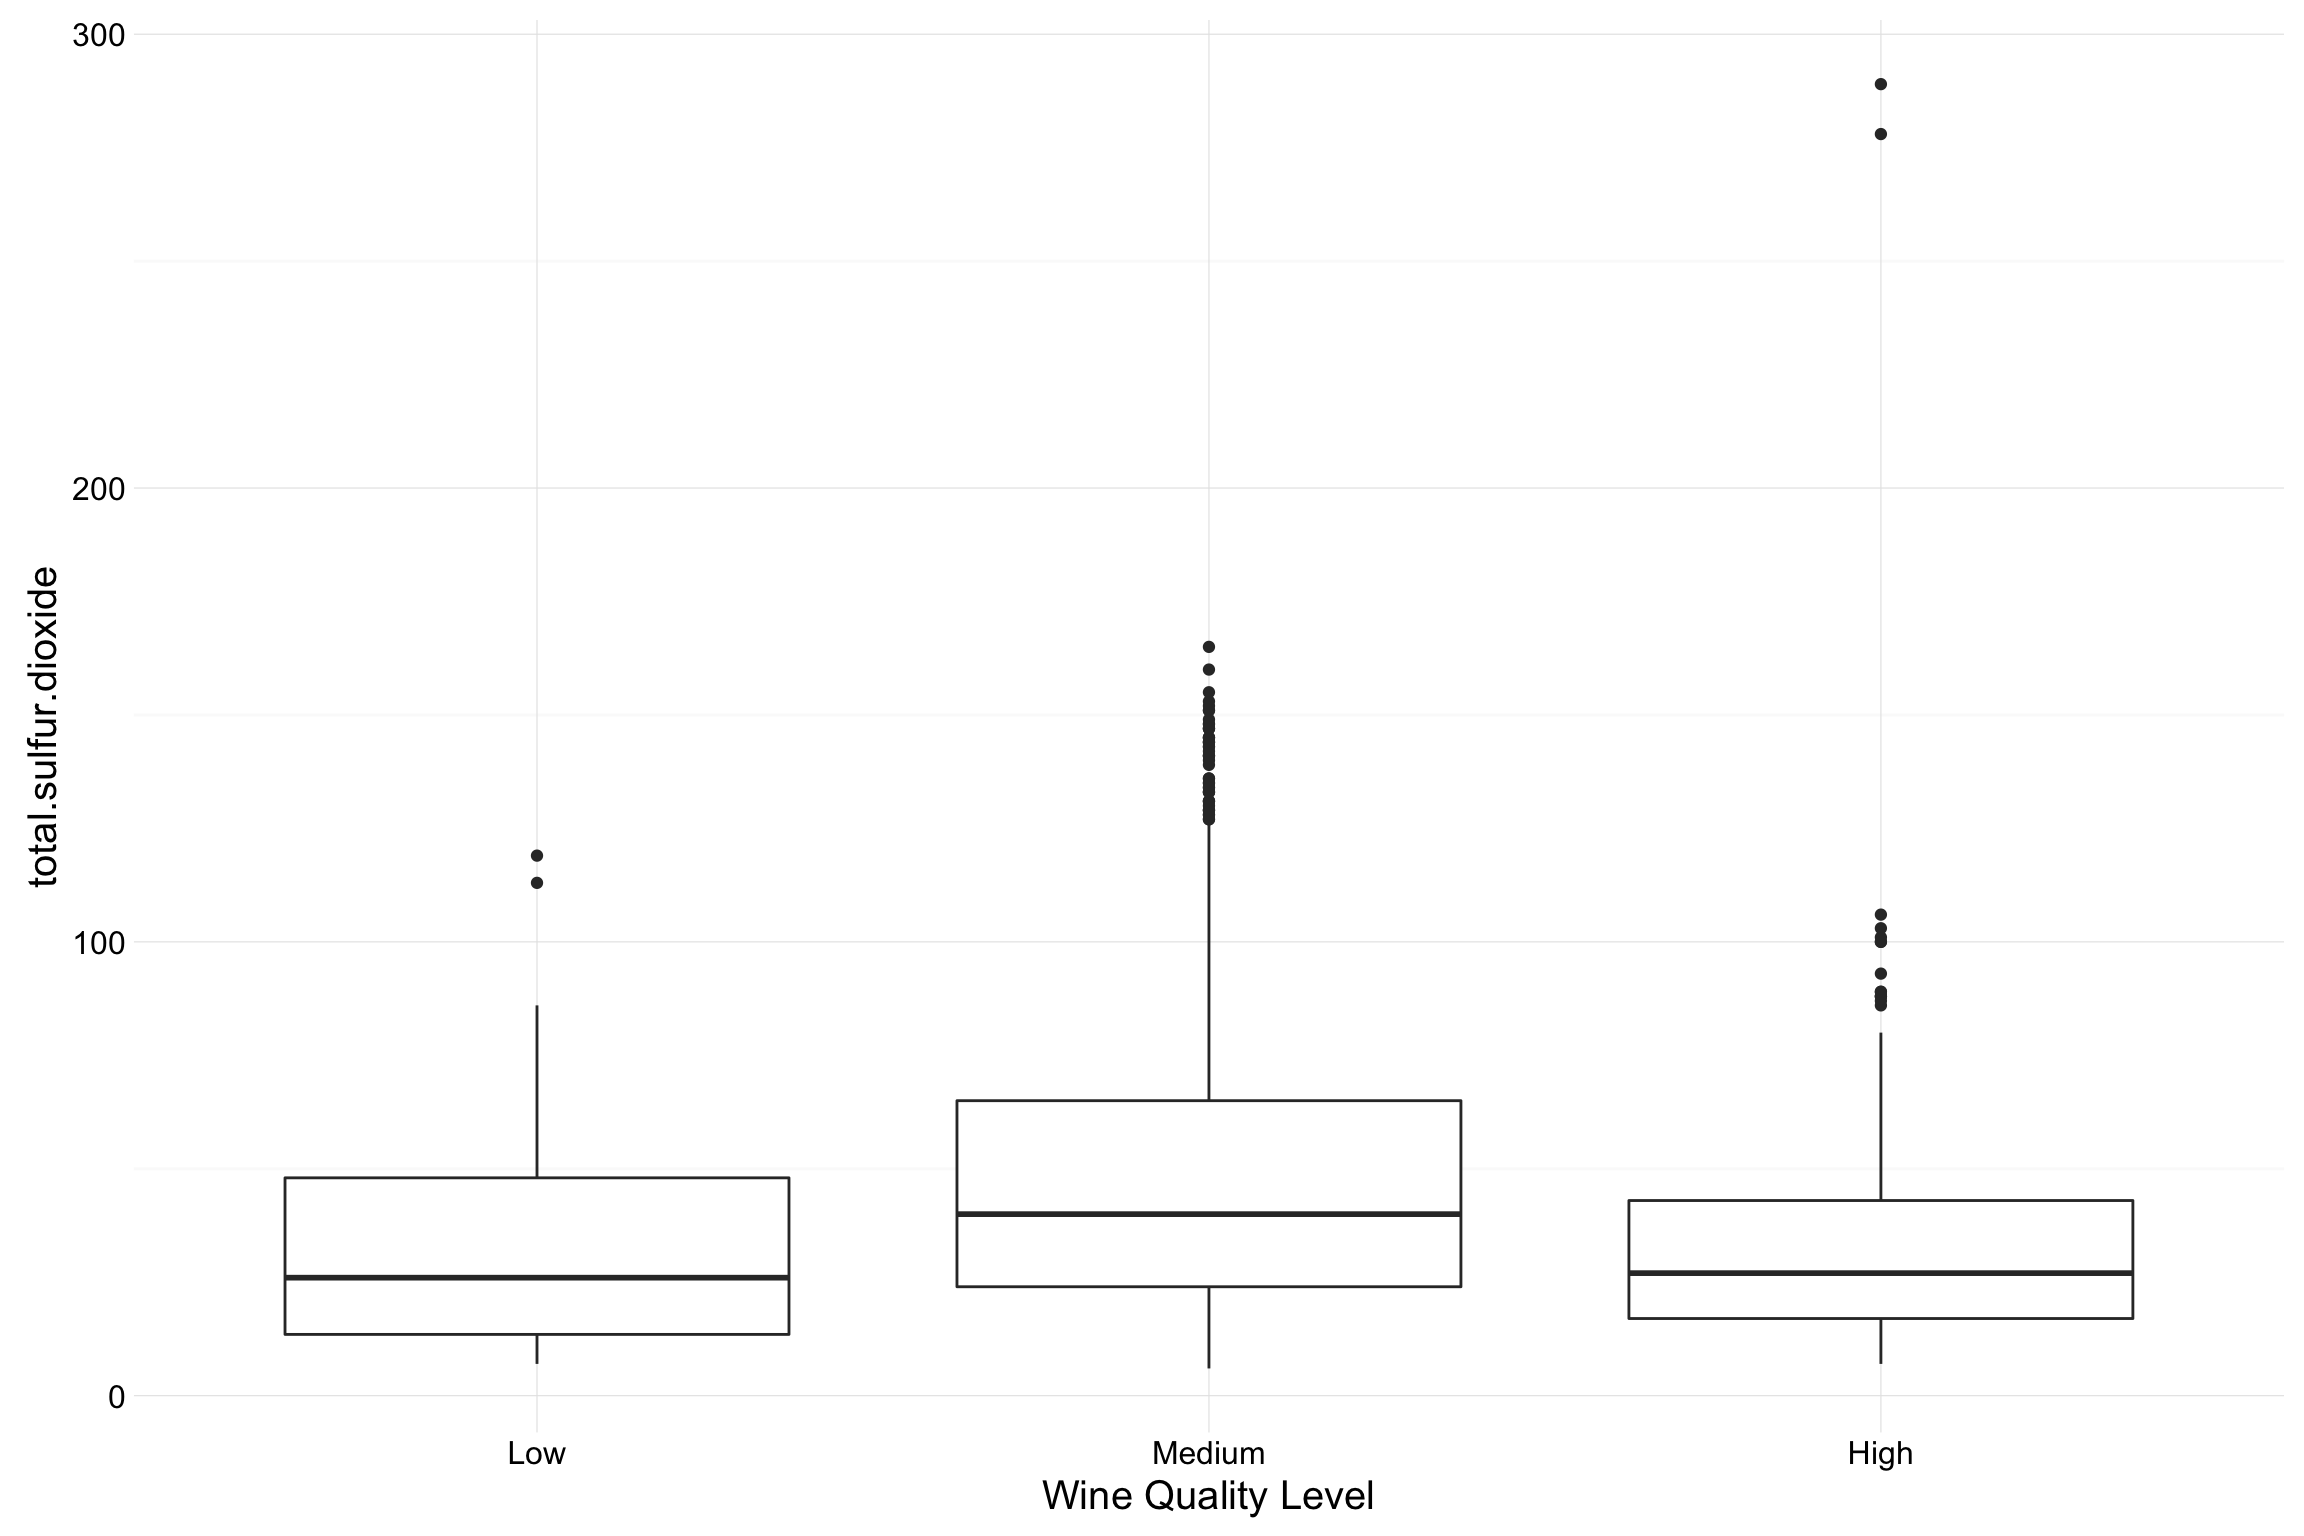 300
200
100
0
total.sulfur.dioxide
Low
Medium
High
Wine Quality Level